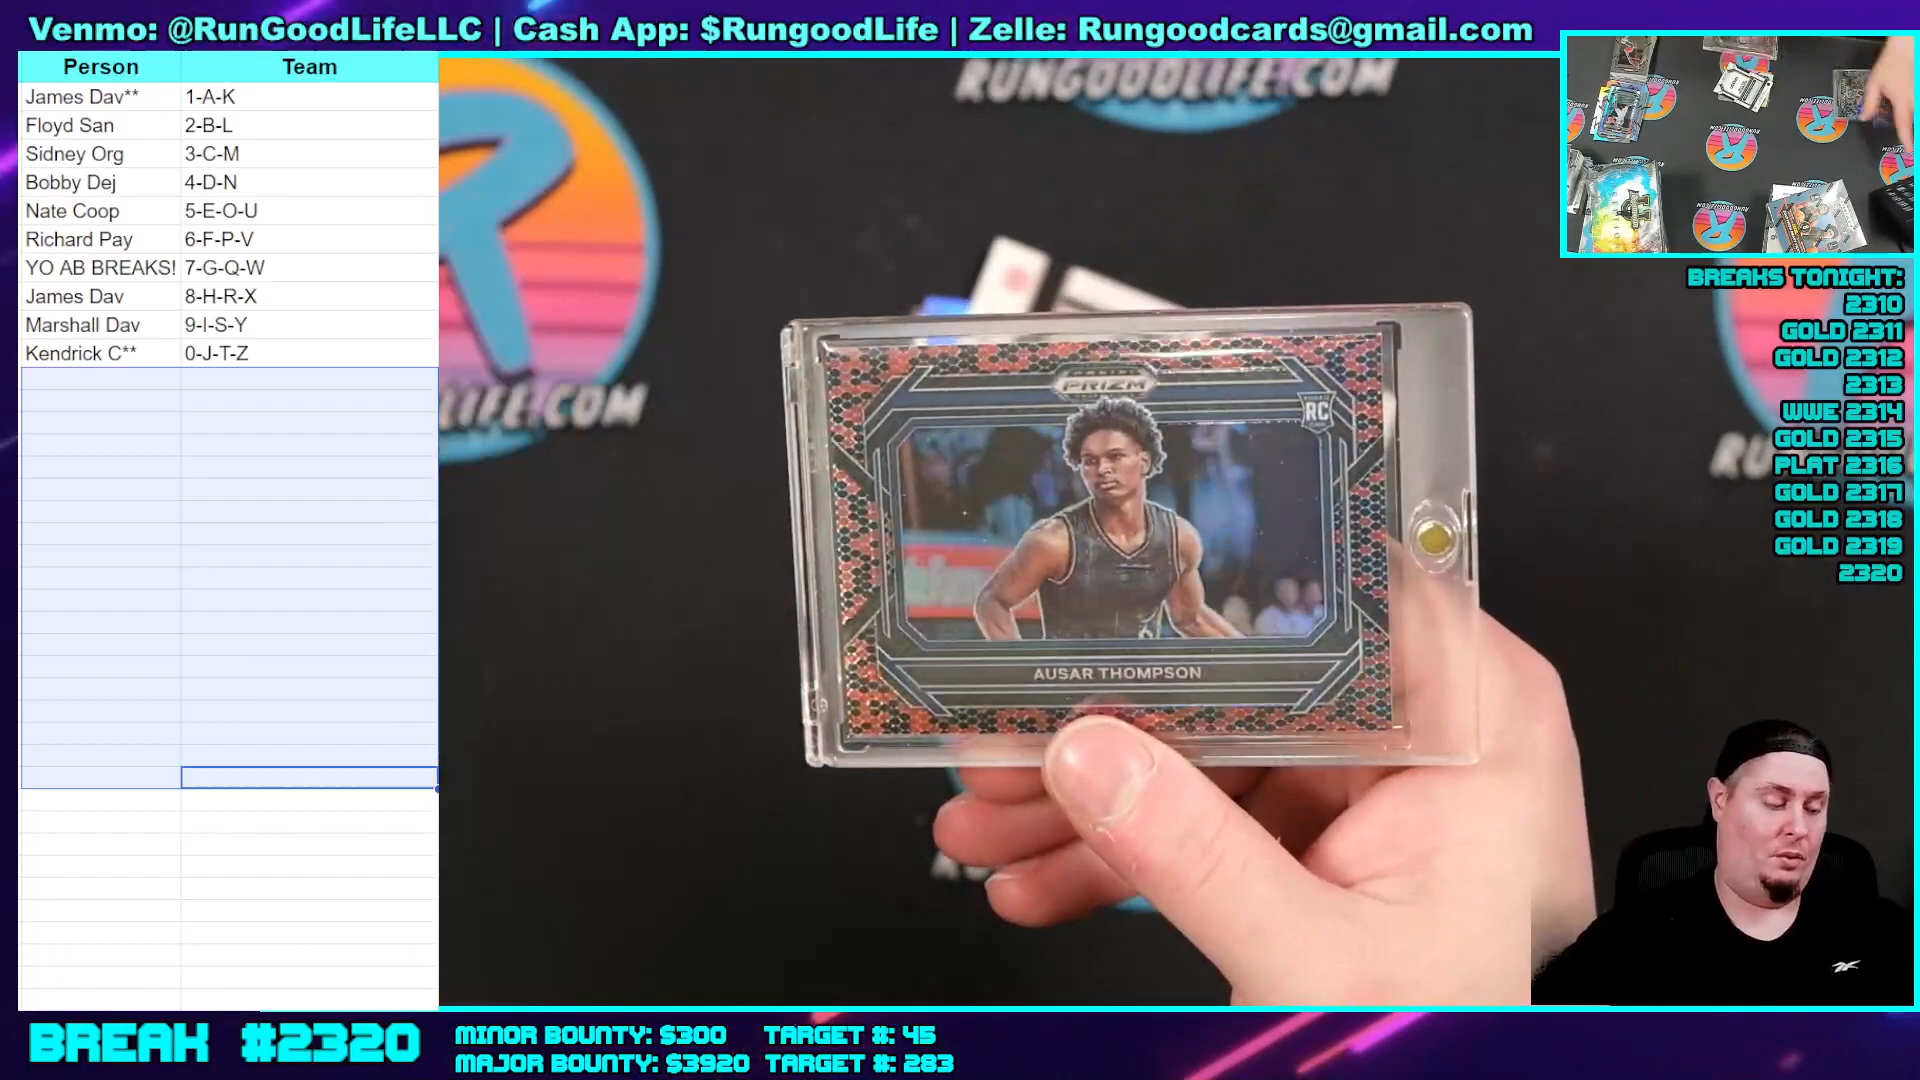 Venmo: @RunGoodLifeLLC | Cash App: $RungoodLife | Zelle: Rungoodcards@gmail.com
Person Team
James Dav** 1-A-K
Floyd San 2-B-L
Sidney Org 3-C-M
Bobby Dej 4-D-N
Nate Coop 5-E-O-U
Richard Pay 6-F-P-V
YO AB BREAKS! 7-G-Q-W
James Dav 8-H-R-X
Marshall Dav 9-I-S-Y
Kendrick C** 0-J-T-Z
RUNGOODLIFE.COM
LIFE.COM
PRIZM
RC
AUSAR THOMPSON
BREAKS TONIGHT:
2310
GOLD 2311
GOLD 2312
2313
WWE 2314
GOLD 2315
PLAT 2316
GOLD 2317
GOLD 2318
GOLD 2319
2320
BREAK #2320
MINOR BOUNTY: $300 TARGET #: 45
MAJOR BOUNTY: $3920 TARGET #: 283